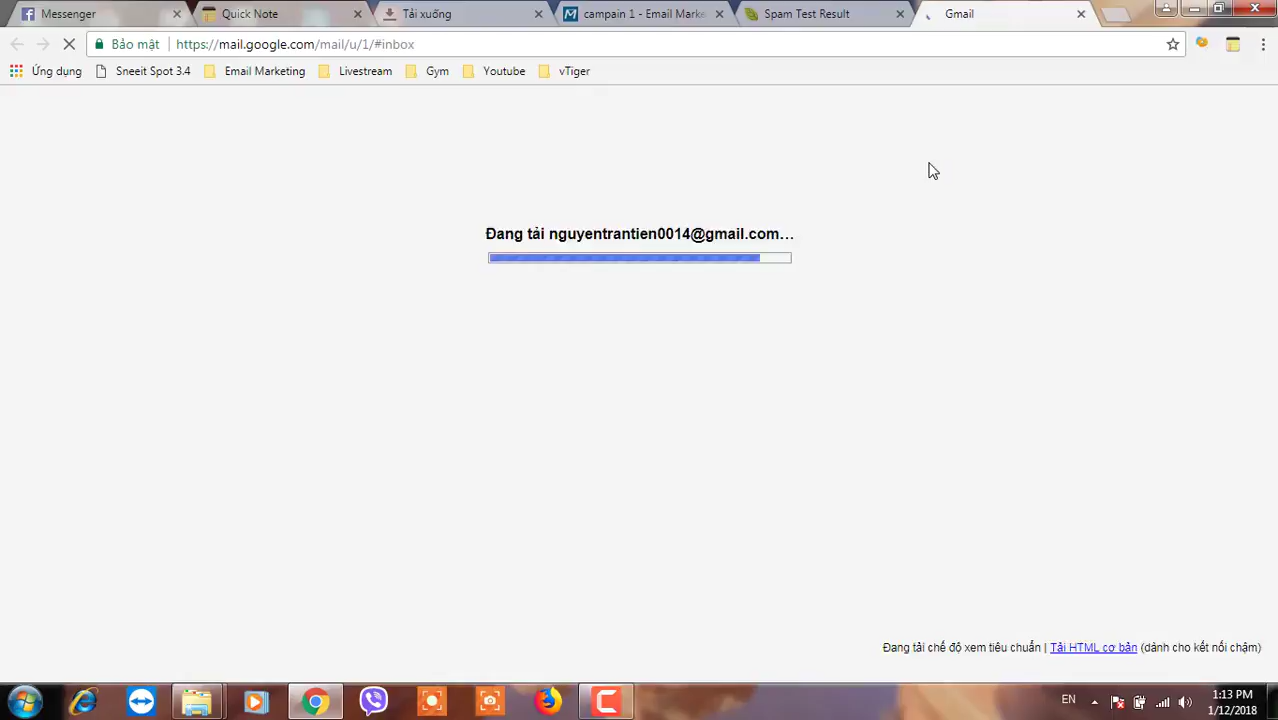 Messenger
Quick Note
Tải xuống
campain 1 - Email Marke
Spam Test Result
Gmail
Bảo mật
https://mail.google.com/mail/u/1/#inbox
Ứng dụng
Sneeit Spot 3.4
Email Marketing
Livestream
Gym
Youtube
vTiger
Đang tải nguyentrantien0014@gmail.com…
Đang tải chế độ xem tiêu chuẩn | Tải HTML cơ bản (dành cho kết nối chậm)
EN
1:13 PM
1/12/2018